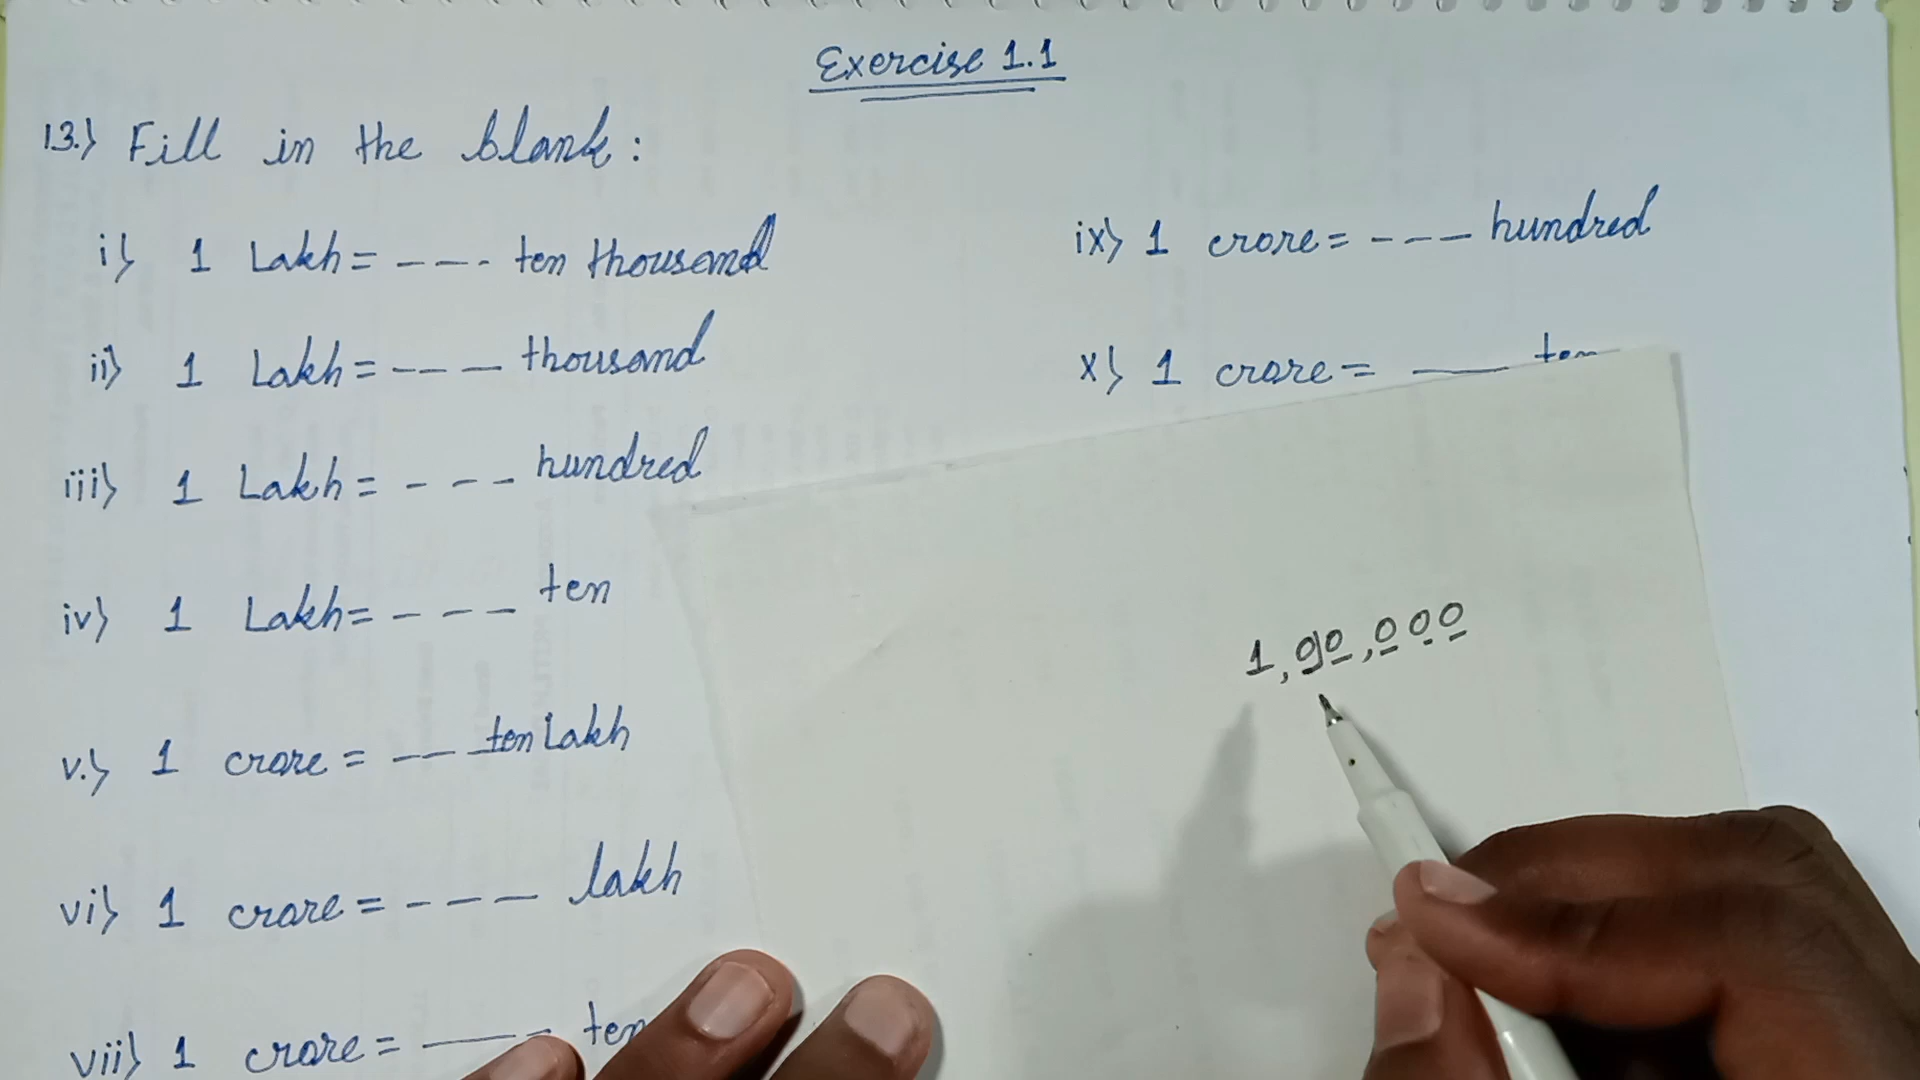 Exercise 1.1
13.) Fill in the blank:
i) 1 Lakh = ---- ten thousand
ii) 1 Lakh = --- thousand
iii) 1 Lakh = --- hundred
iv) 1 Lakh = --- ten
v.) 1 crore = --- ten Lakh
vi) 1 crore = ---- lakh
vii) 1 crore = --- ten
ix) 1 crore = --- hundred
x) 1 crore = ___ ten
1,00,000